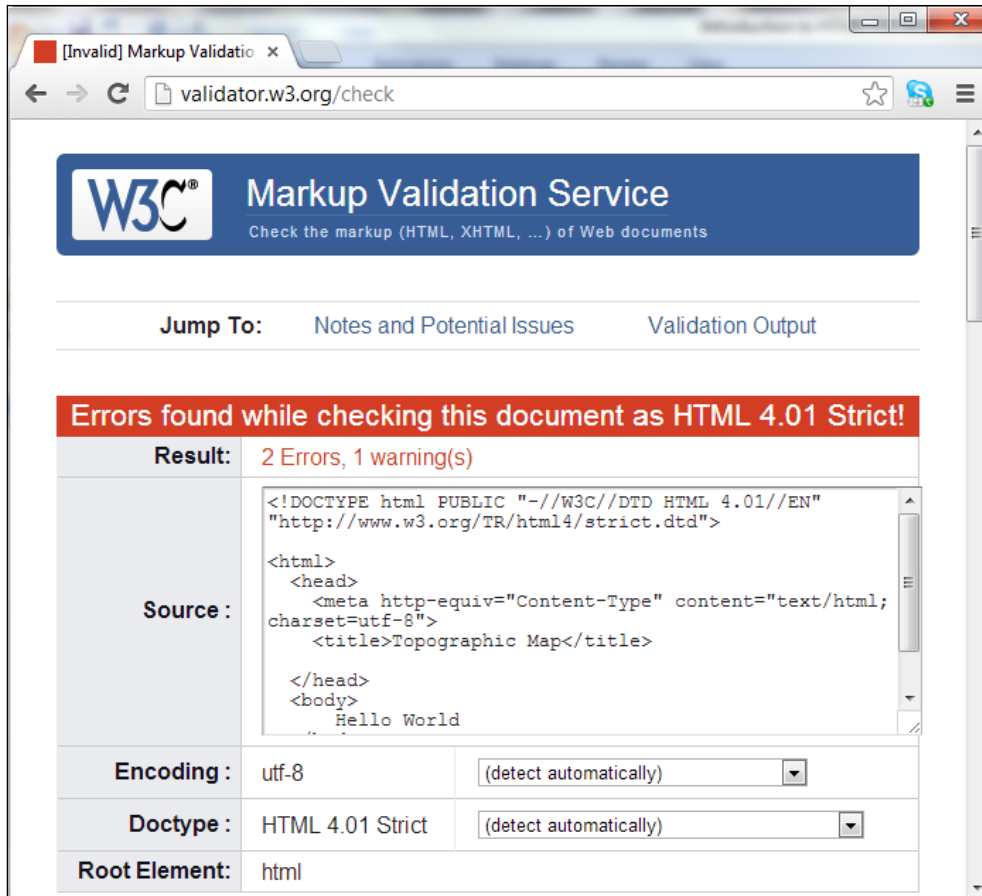 [Invalid] Markup Validatio
validator.w3.org/check
W3C®
Markup Validation Service
Check the markup (HTML, XHTML, …) of Web documents
Jump To: Notes and Potential Issues Validation Output
Errors found while checking this document as HTML 4.01 Strict!
Result: 2 Errors, 1 warning(s)
Source :
<!DOCTYPE html PUBLIC "-//W3C//DTD HTML 4.01//EN"
"http://www.w3.org/TR/html4/strict.dtd">
<html>
<head>
<meta http-equiv="Content-Type" content="text/html;
charset=utf-8">
<title>Topographic Map</title>
</head>
<body>
Hello World
Encoding : utf-8 (detect automatically)
Doctype : HTML 4.01 Strict (detect automatically)
Root Element: html